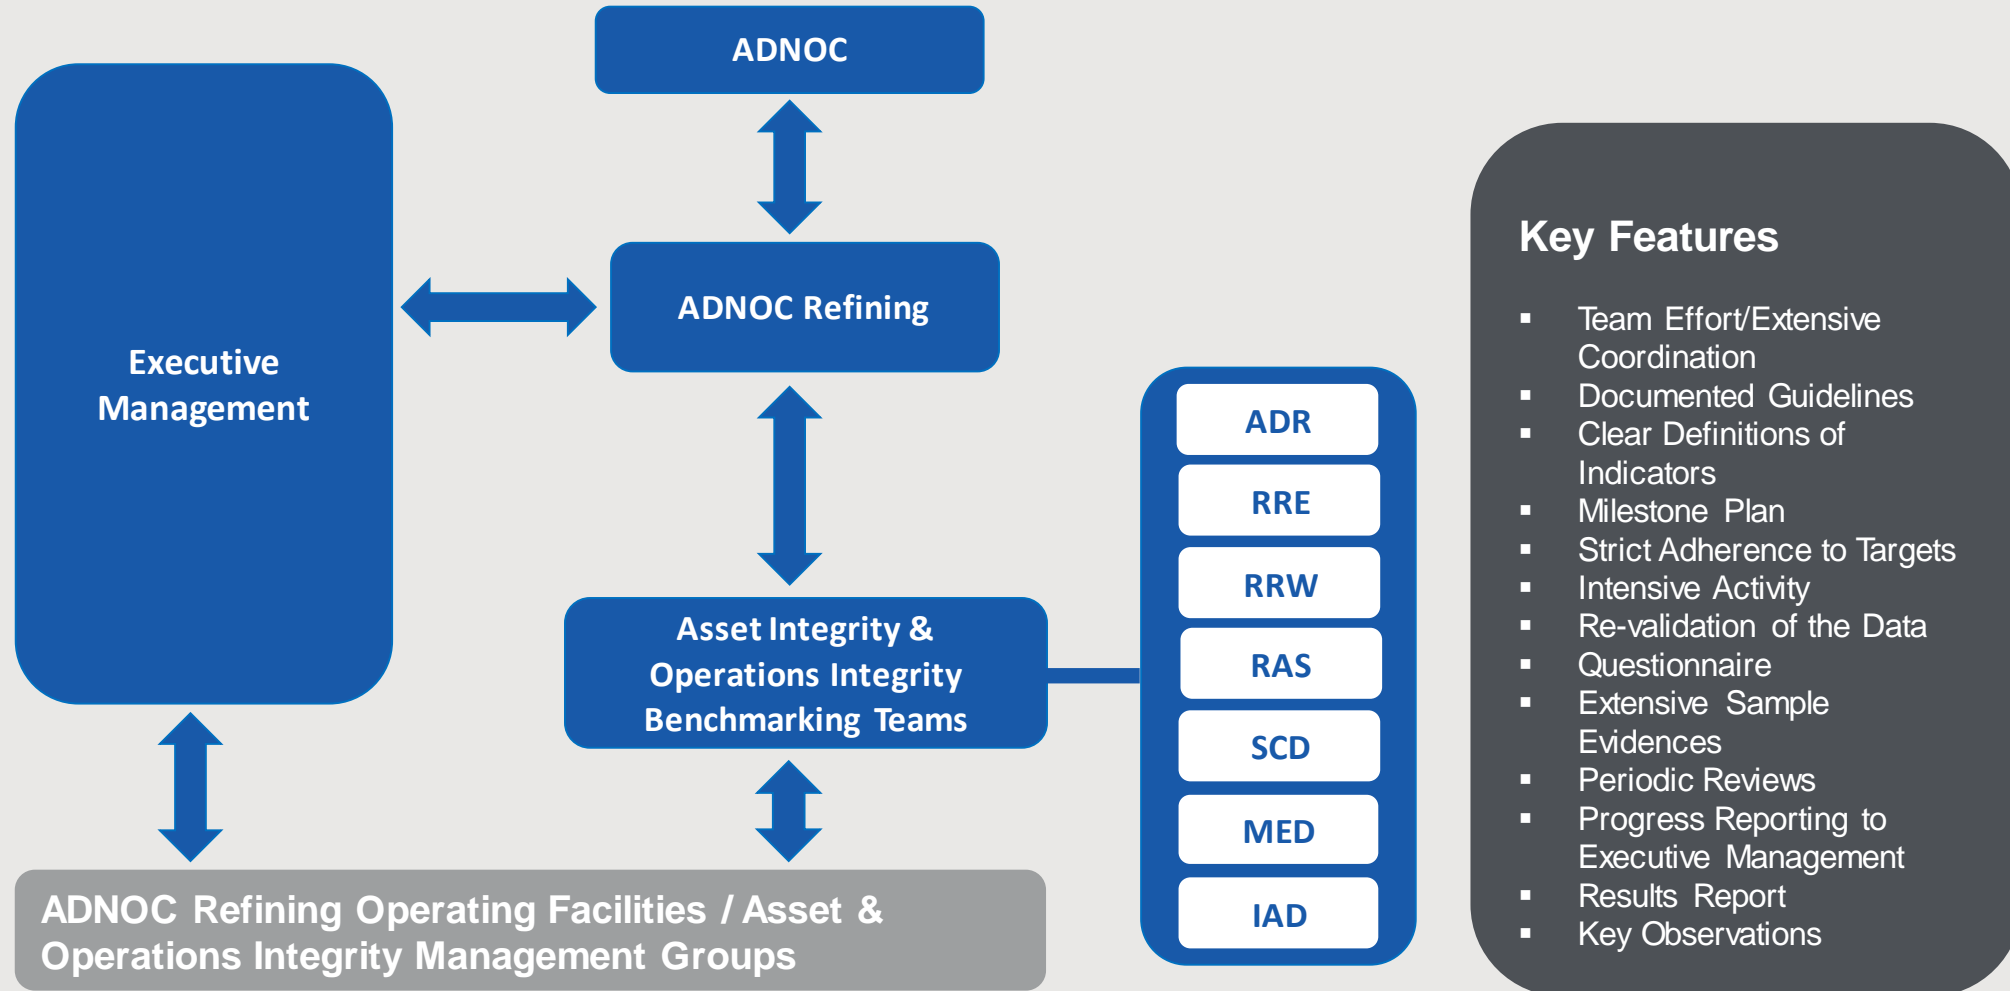 ADNOC
Executive
Management
ADNOC Refining
Asset Integrity &
Operations Integrity
Benchmarking Teams
ADNOC Refining Operating Facilities / Asset &
Operations Integrity Management Groups
ADR
RRE
RRW
RAS
SCD
MED
IAD
Key Features
▪ Team Effort/Extensive
Coordination
▪ Documented Guidelines
▪ Clear Definitions of
Indicators
▪ Milestone Plan
▪ Strict Adherence to Targets
▪ Intensive Activity
▪ Re-validation of the Data
▪ Questionnaire
▪ Extensive Sample
Evidences
▪ Periodic Reviews
▪ Progress Reporting to
Executive Management
▪ Results Report
▪ Key Observations